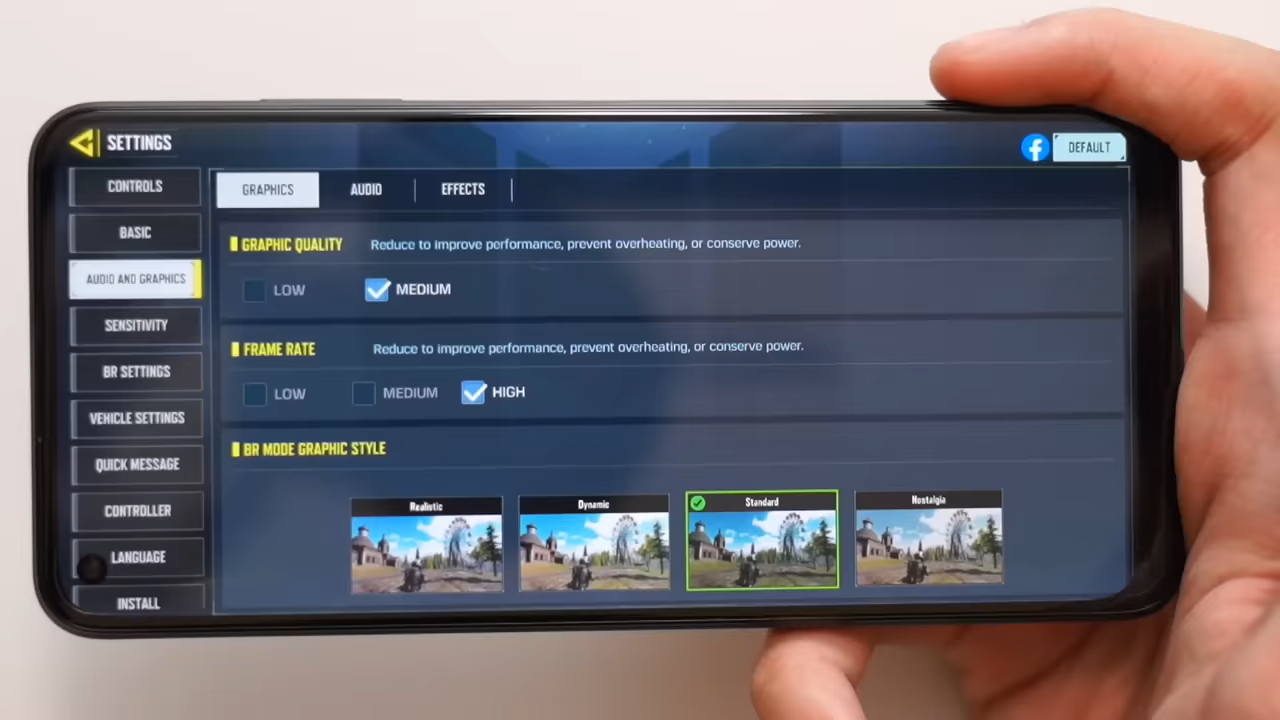 SETTINGS
DEFAULT
CONTROLS
BASIC
AUDIO AND GRAPHICS
SENSITIVITY
BR SETTINGS
VEHICLE SETTINGS
QUICK MESSAGE
CONTROLLER
LANGUAGE
INSTALL
GRAPHICS AUDIO EFFECTS
GRAPHIC QUALITY Reduce to improve performance, prevent overheating, or conserve power.
LOW MEDIUM
FRAME RATE Reduce to improve performance, prevent overheating, or conserve power.
LOW MEDIUM HIGH
BR MODE GRAPHIC STYLE
Realistic Dynamic Standard Nostalgia